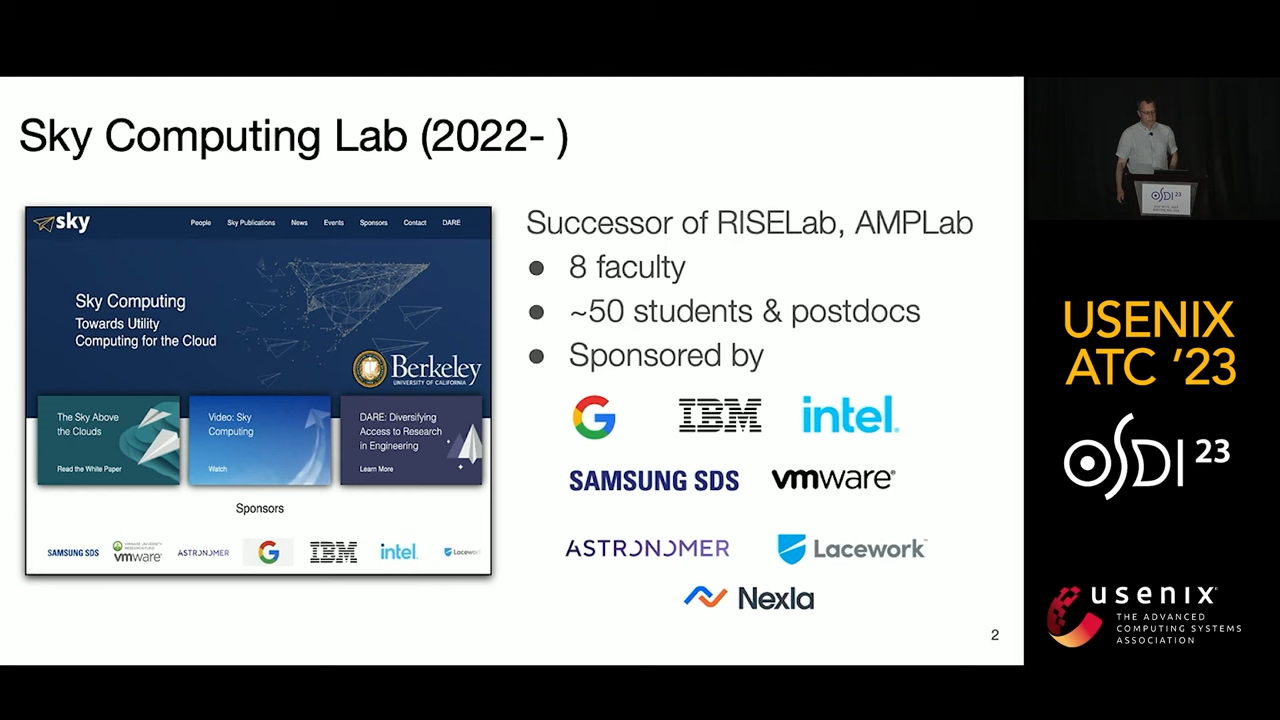 Sky Computing Lab (2022- )
sky
People Sky Publications News Events Sponsors Contact DARE
Sky Computing
Towards Utility
Computing for the Cloud
Berkeley
UNIVERSITY OF CALIFORNIA
The Sky Above
the Clouds
Read the White Paper
Video: Sky
Computing
Watch
DARE: Diversifying
Access to Research
in Engineering
Learn More
Sponsors
SAMSUNG SDS
vmware
ASTRONOMER
G
IBM
intel.
Lacework
Successor of RISELab, AMPLab
● 8 faculty
● ~50 students & postdocs
● Sponsored by
G IBM intel.
SAMSUNG SDS vmware®
ASTRONOMER Lacework™
Nexla
2
OSDI 23
USENIX
ATC '23
OSDI 23
usenix
THE ADVANCED
COMPUTING SYSTEMS
ASSOCIATION